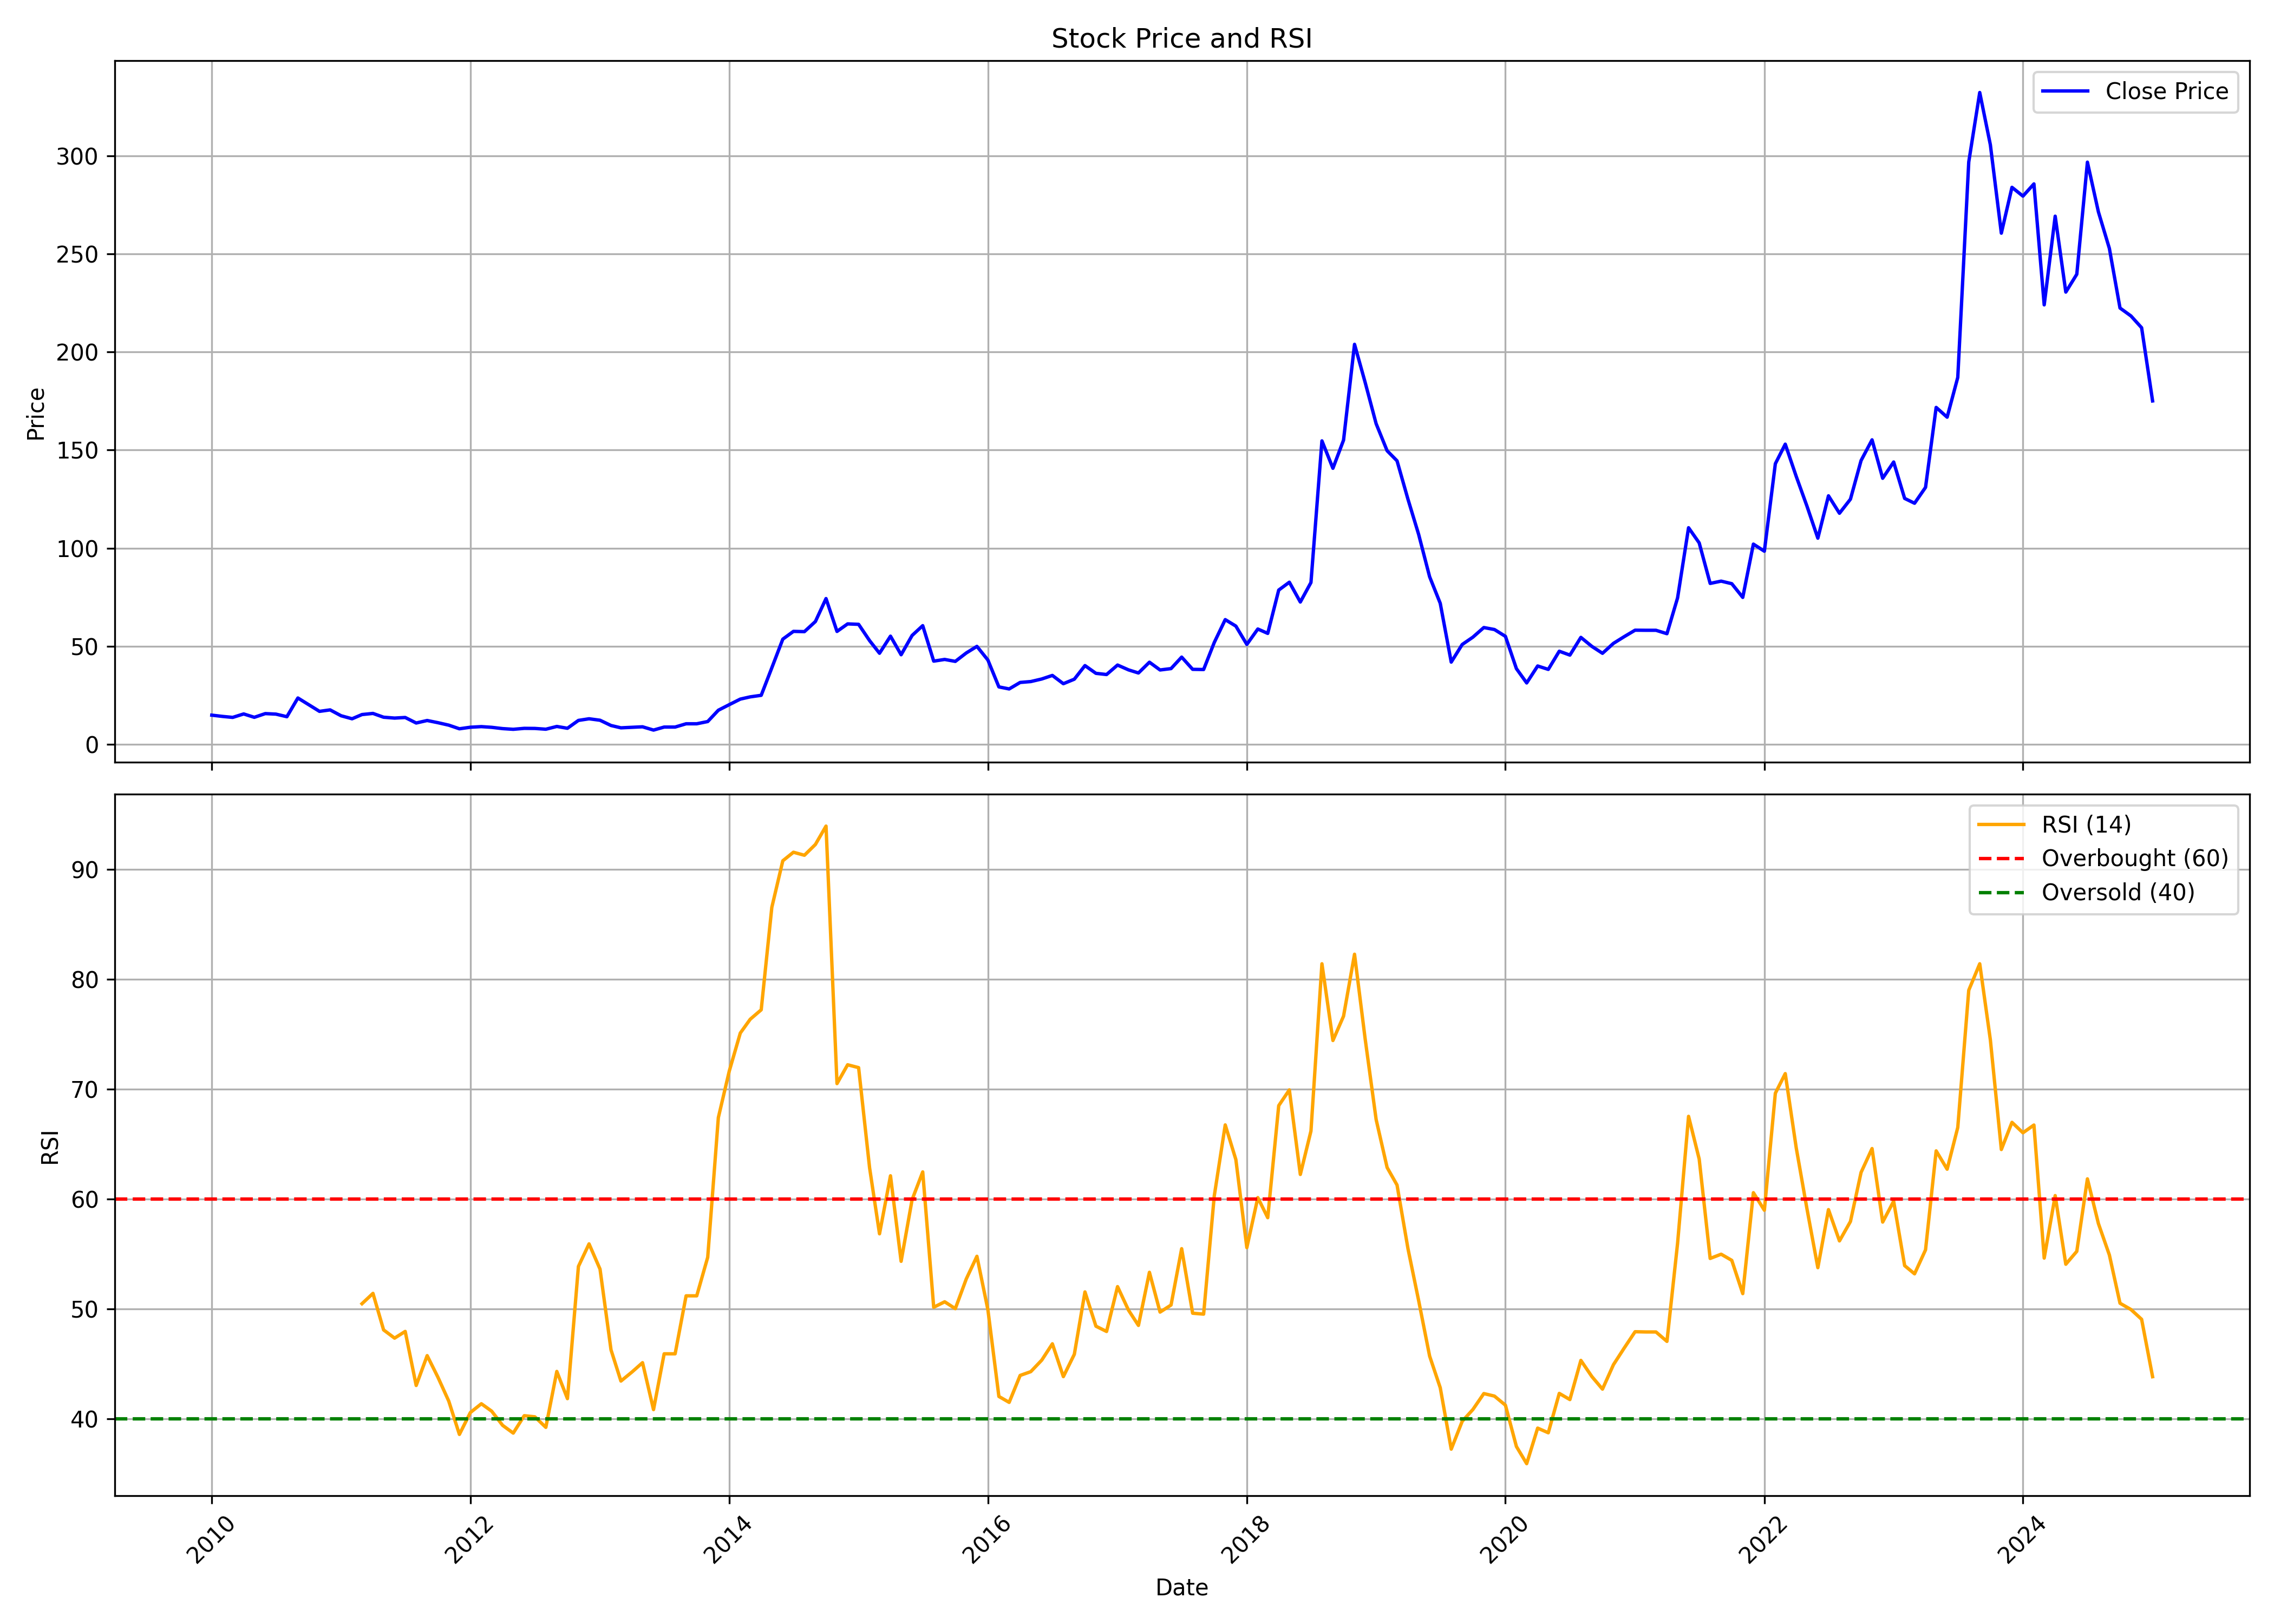 Stock Price and RSI
Close Price
300
250
200
150
100
50
0
Price
RSI (14)
Overbought (60)
Oversold (40)
90
80
70
60
50
40
RSI
2010 2012 2014 2016 2018 2020 2022 2024
Date